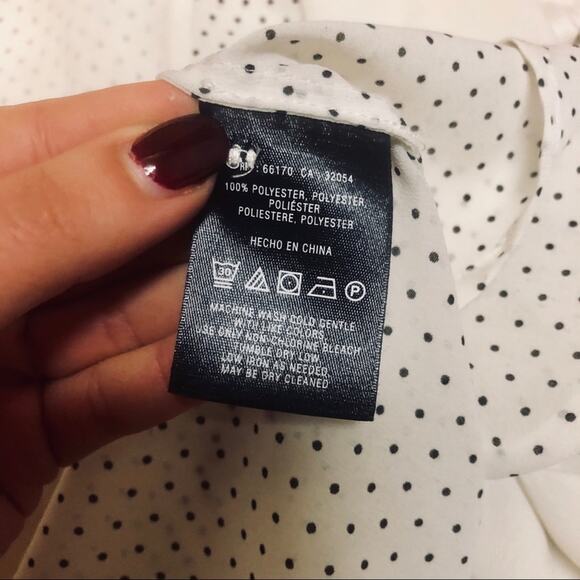 : 66170 CA 32054
100% POLYESTER, POLYESTER
POLIÉSTER
POLIESTERE, POLYESTER
HECHO EN CHINA
30 P
MACHINE WASH COLD GENTLE
WITH LIKE COLORS
USE ONLY NON-CHLORINE BLEACH
TUMBLE DRY LOW
LOW IRON AS NEEDED
MAY BE DRY CLEANED